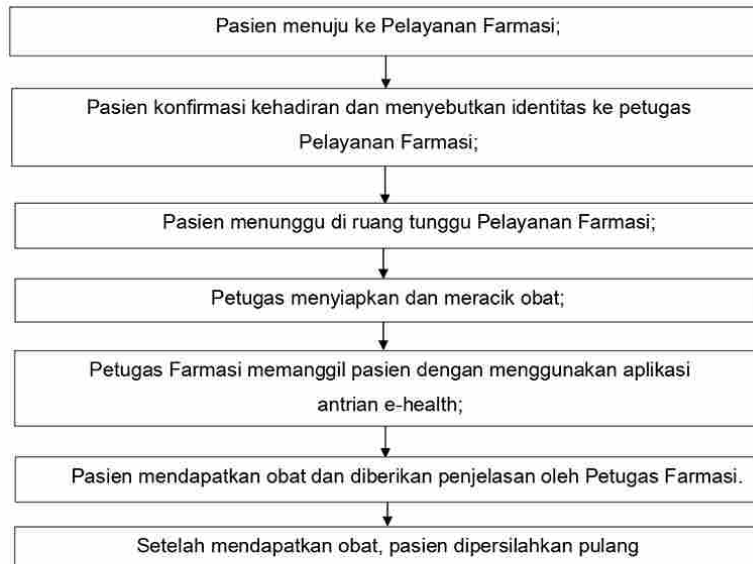 Pasien menuju ke Pelayanan Farmasi;
Pasien konfirmasi kehadiran dan menyebutkan identitas ke petugas
Pelayanan Farmasi;
Pasien menunggu di ruang tunggu Pelayanan Farmasi;
Petugas menyiapkan dan meracik obat;
Petugas Farmasi memanggil pasien dengan menggunakan aplikasi
antrian e-health;
Pasien mendapatkan obat dan diberikan penjelasan oleh Petugas Farmasi.
Setelah mendapatkan obat, pasien dipersilahkan pulang